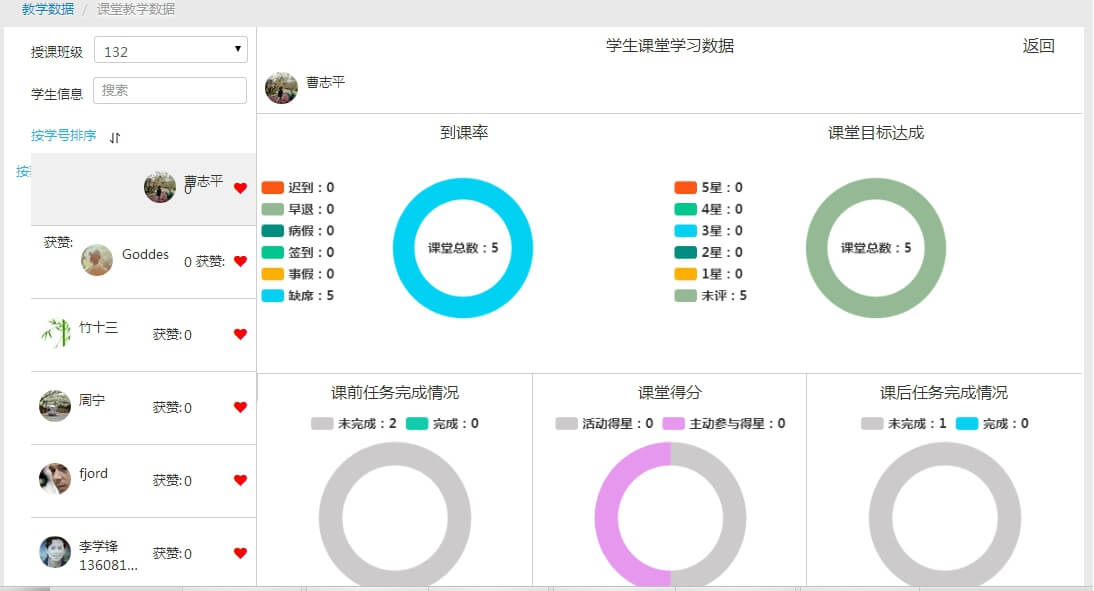 教学数据 / 课堂教学数据
授课班级 132
学生信息 搜索
按学号排序
按
曹志平
0
获赞:
Goddes
0 获赞:
竹十三 获赞: 0
周宁 获赞: 0
fjord 获赞: 0
李学锋 获赞: 0
136081...
学生课堂学习数据 返回
曹志平
到课率
迟到：0
早退：0
病假：0
签到：0
事假：0
缺席：5
课堂总数：5
课堂目标达成
5星：0
4星：0
3星：0
2星：0
1星：0
未评：5
课堂总数：5
课前任务完成情况
未完成：2 完成：0
课堂得分
活动得星：0 主动参与得星：0
课后任务完成情况
未完成：1 完成：0